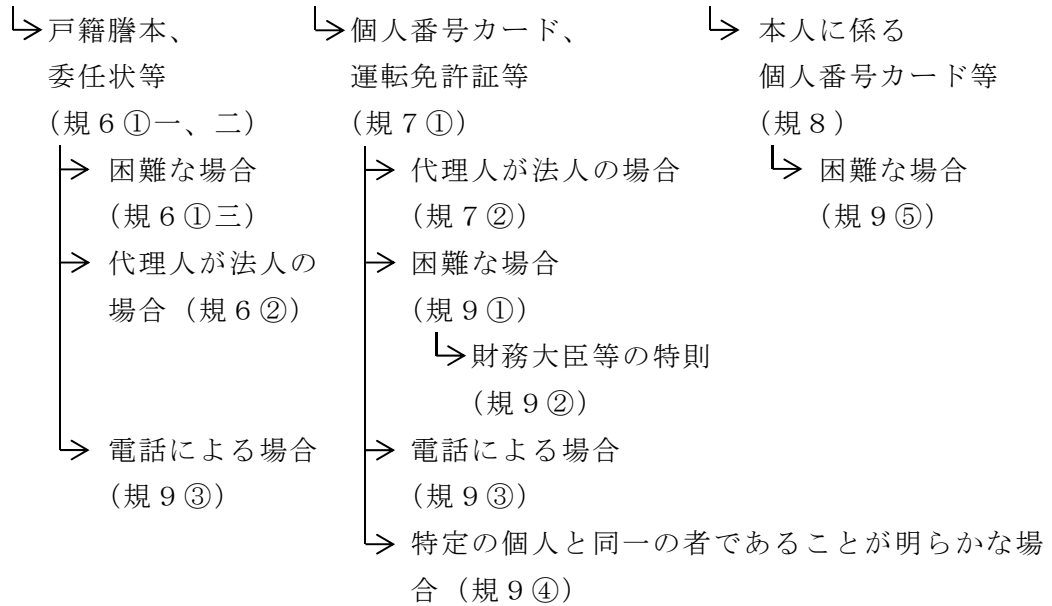 戸籍謄本、
委任状等
（規６①一、二）
困難な場合
（規６①三）
代理人が法人の
場合（規６②）
電話による場合
（規９③）
個人番号カード、
運転免許証等
（規７①）
代理人が法人の場合
（規７②）
困難な場合
（規９①）
財務大臣等の特則
（規９②）
電話による場合
（規９③）
特定の個人と同一の者であることが明らかな場
合（規９④）
本人に係る
個人番号カード等
（規８）
困難な場合
（規９⑤）